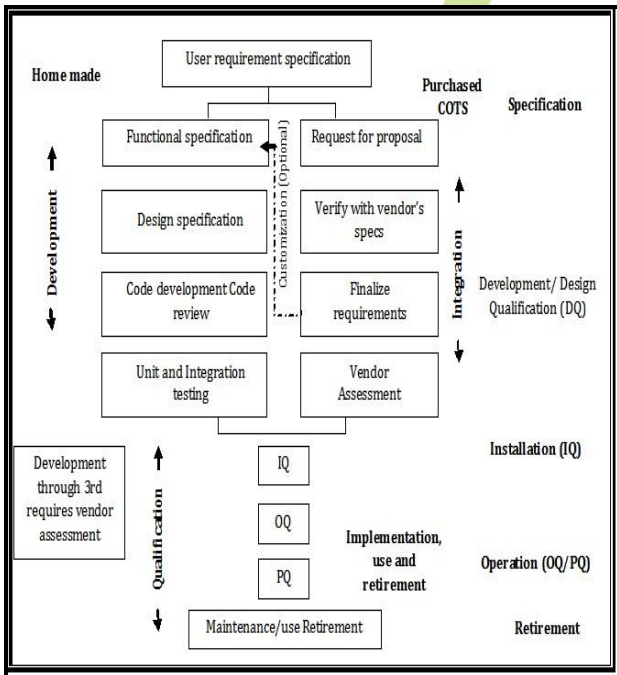 User requirement specification
Home made
Purchased
COTS
Specification
Functional specification
Request for proposal
Customization (Optional)
Development
Design specification
Verify with vendor's
specs
Integration
Code development Code
review
Finalize
requirements
Development/ Design
Qualification (DQ)
Unit and Integration
testing
Vendor
Assessment
Installation (IQ)
Development
through 3rd
requires vendor
assessment
Qualification
IQ
OQ
PQ
Implementation,
use and
retirement
Operation (OQ/PQ)
Maintenance/use Retirement
Retirement